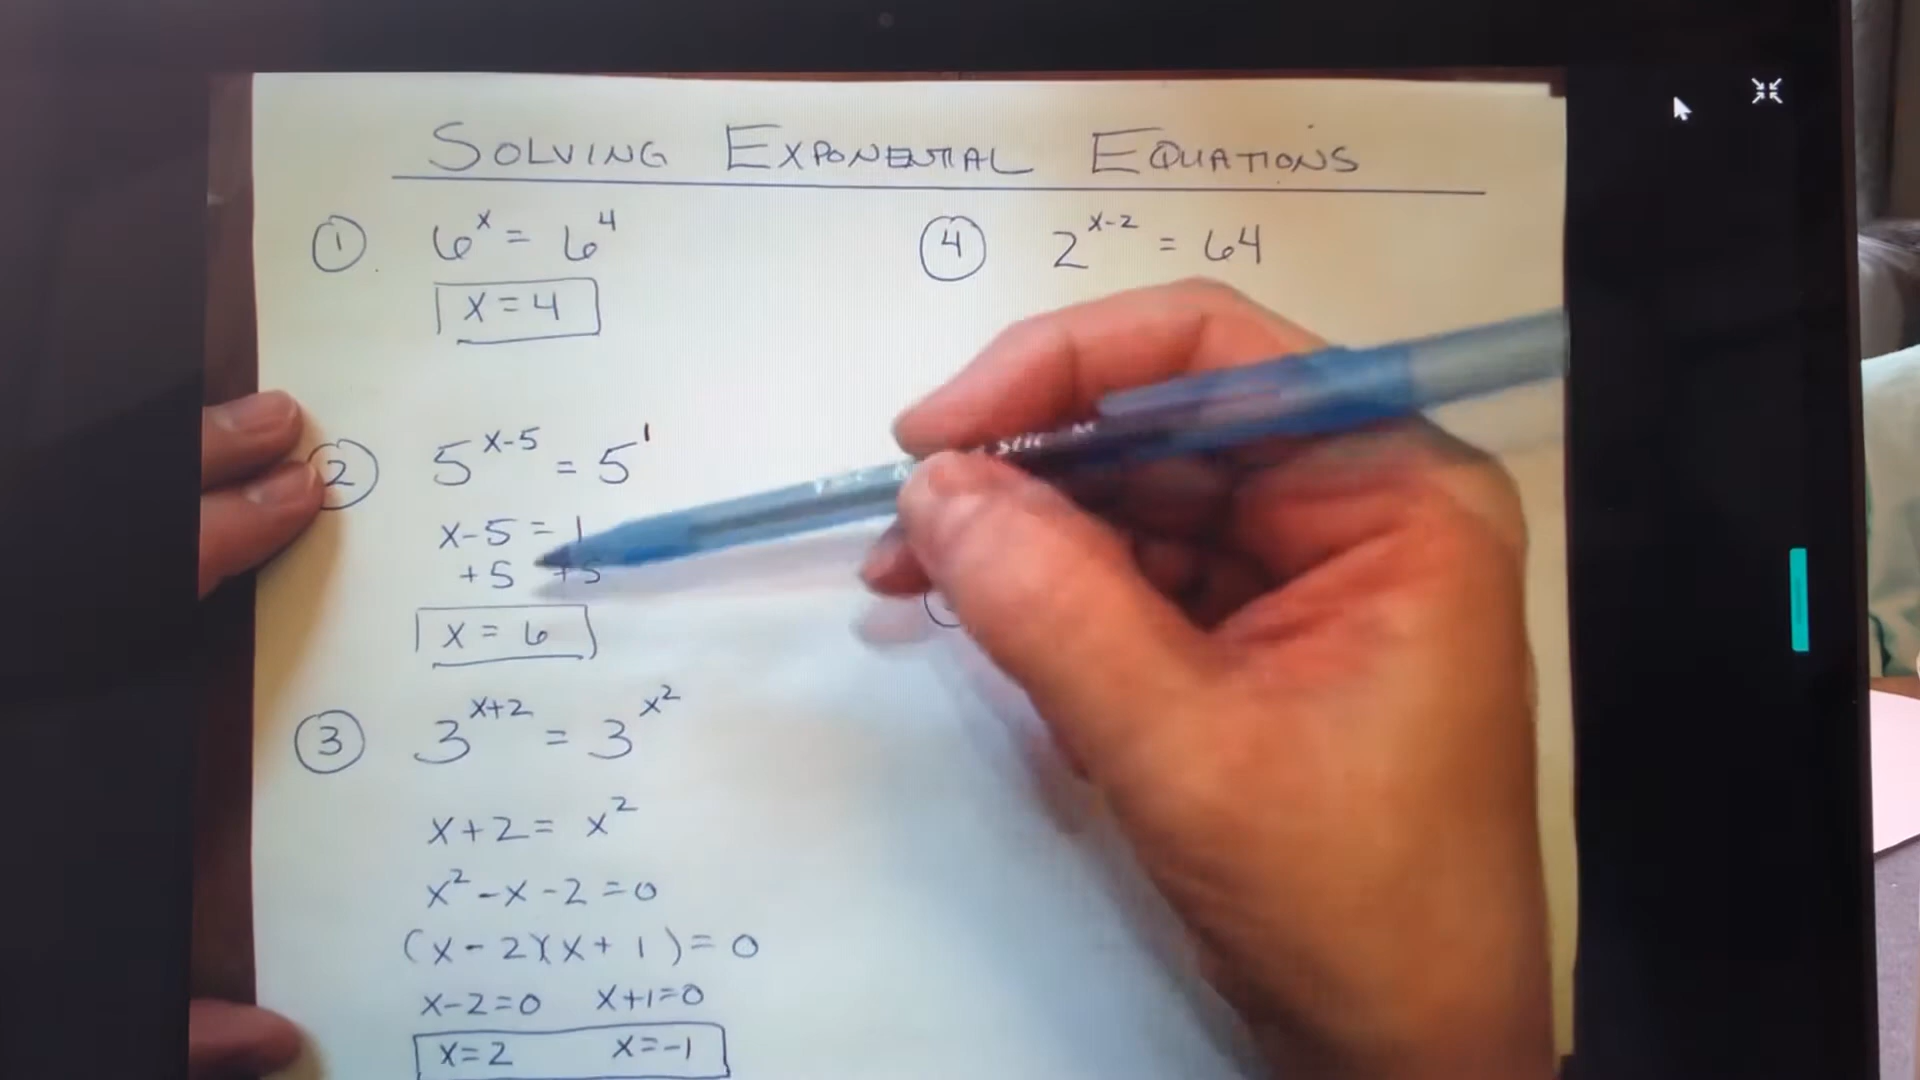 SOLVING EXPONENTIAL EQUATIONS
① 6^x = 6^4
x = 4
② 5^(x-5) = 5^1
x-5 = 1
+5 +5
x = 6
③ 3^(x+2) = 3^(x^2)
x+2 = x²
x² - x - 2 = 0
(x - 2)(x + 1) = 0
x-2=0 x+1=0
x=2 x=-1
④ 2^(x-2) = 64